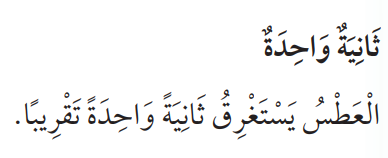 ثَانِيَةٌ وَاحِدَةٌ
الْعَطْسُ يَسْتَغْرِقُ ثَانِيَةً وَاحِدَةً تَقْرِيبًا.